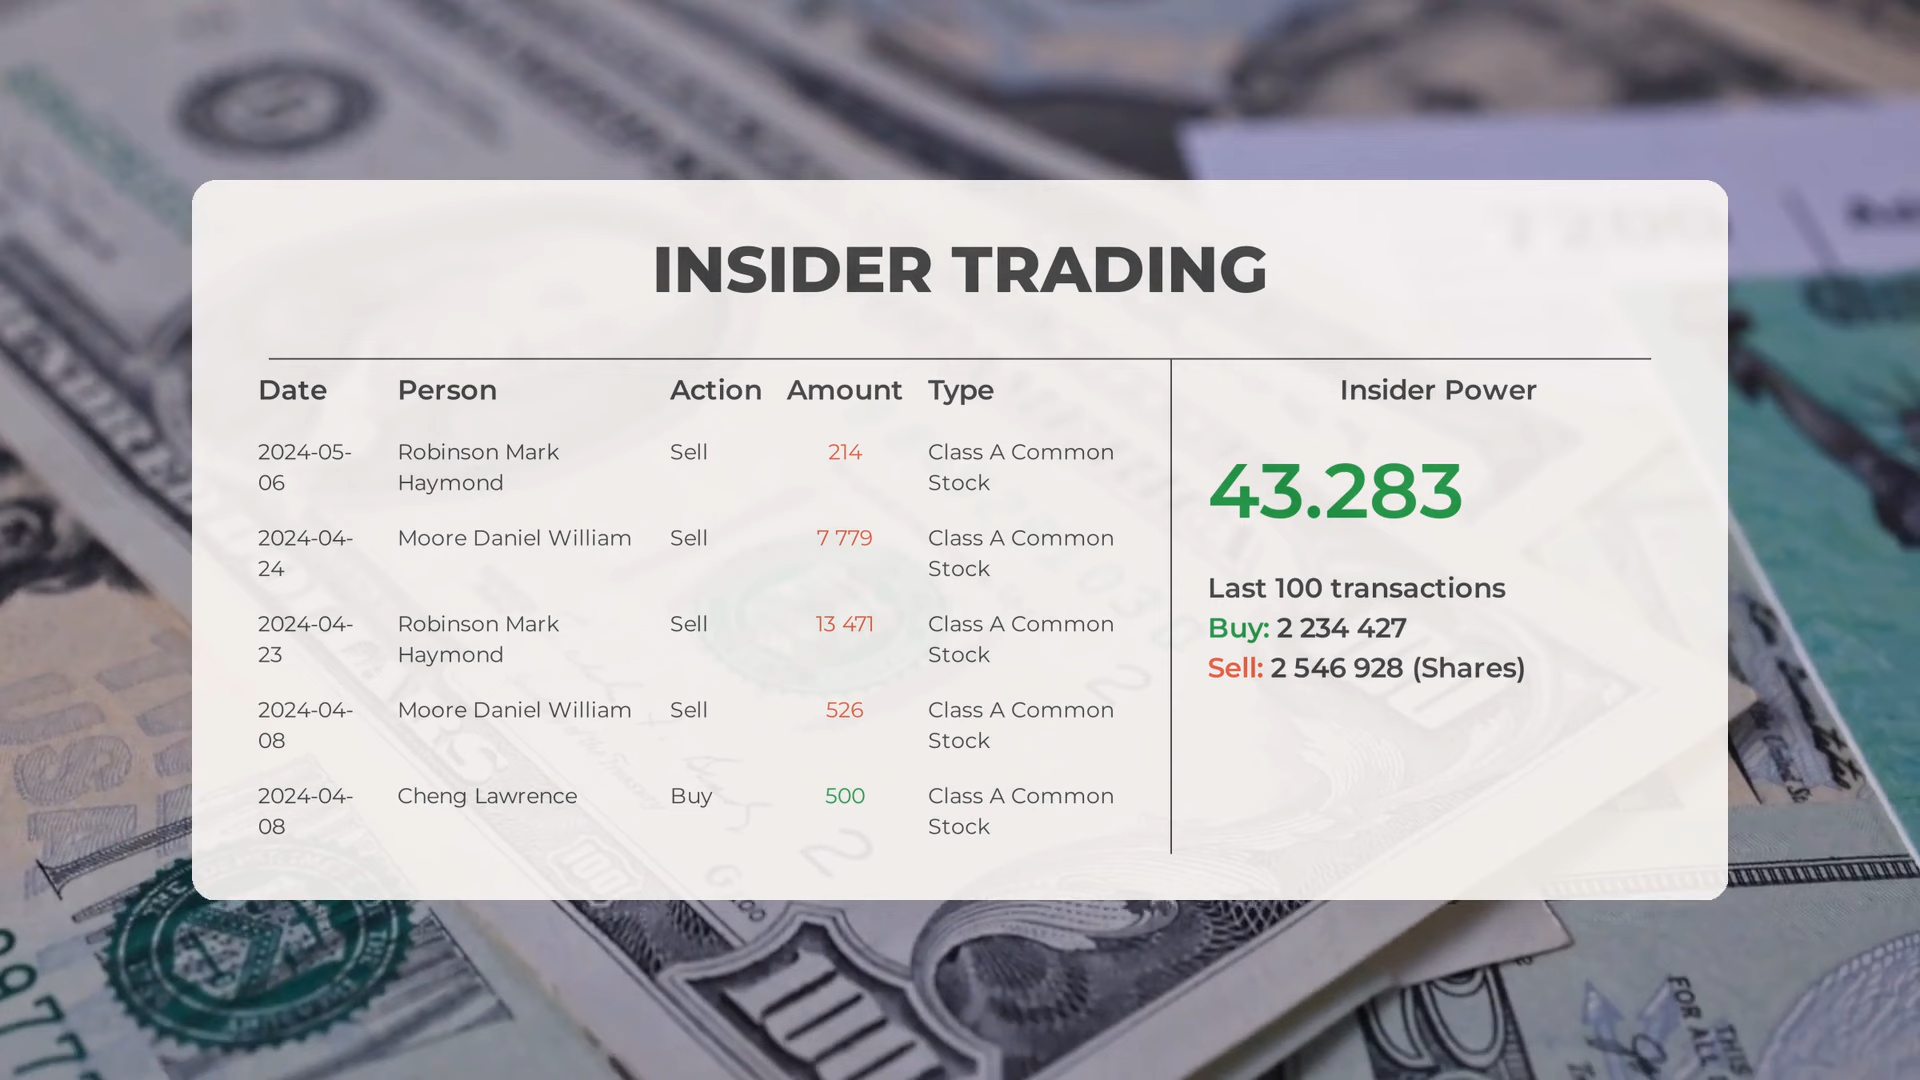 INSIDER TRADING
Date Person Action Amount Type
2024-05-06 Robinson Mark Haymond Sell 214 Class A Common Stock
2024-04-24 Moore Daniel William Sell 7 779 Class A Common Stock
2024-04-23 Robinson Mark Haymond Sell 13 471 Class A Common Stock
2024-04-08 Moore Daniel William Sell 526 Class A Common Stock
2024-04-08 Cheng Lawrence Buy 500 Class A Common Stock
Insider Power
43.283
Last 100 transactions
Buy: 2 234 427
Sell: 2 546 928 (Shares)